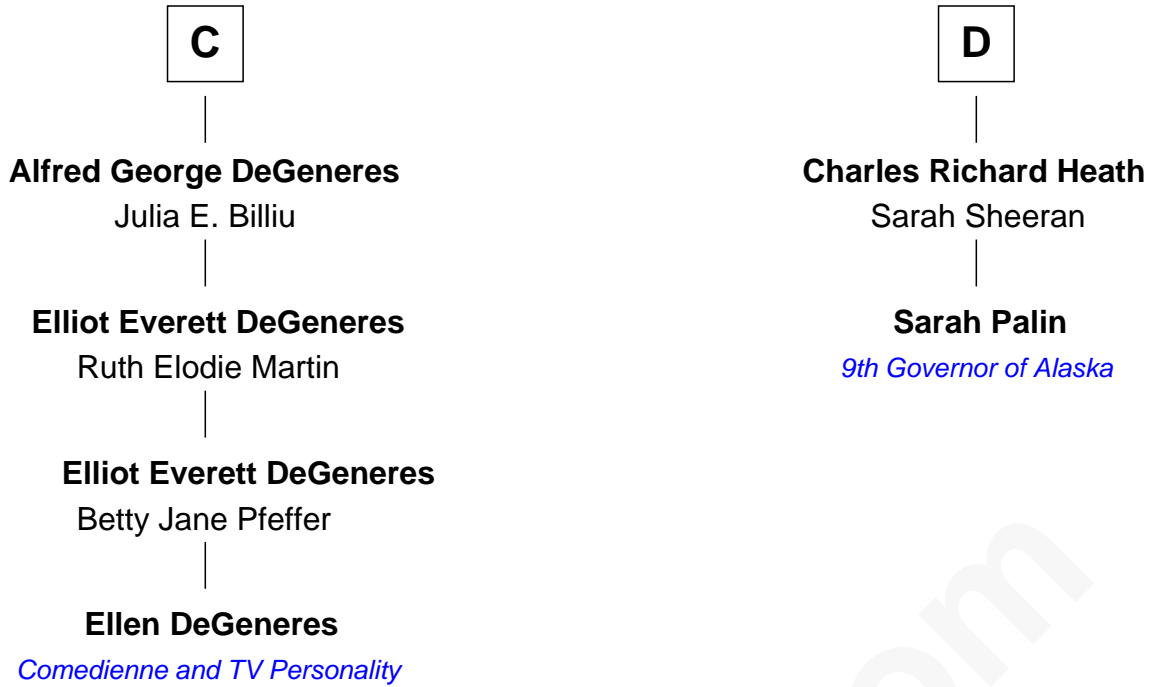 C
Alfred George DeGeneres
Julia E. Billiu
Elliot Everett DeGeneres
Ruth Elodie Martin
Elliot Everett DeGeneres
Betty Jane Pfeffer
Ellen DeGeneres
Comedienne and TV Personality
D
Charles Richard Heath
Sarah Sheeran
Sarah Palin
9th Governor of Alaska
om